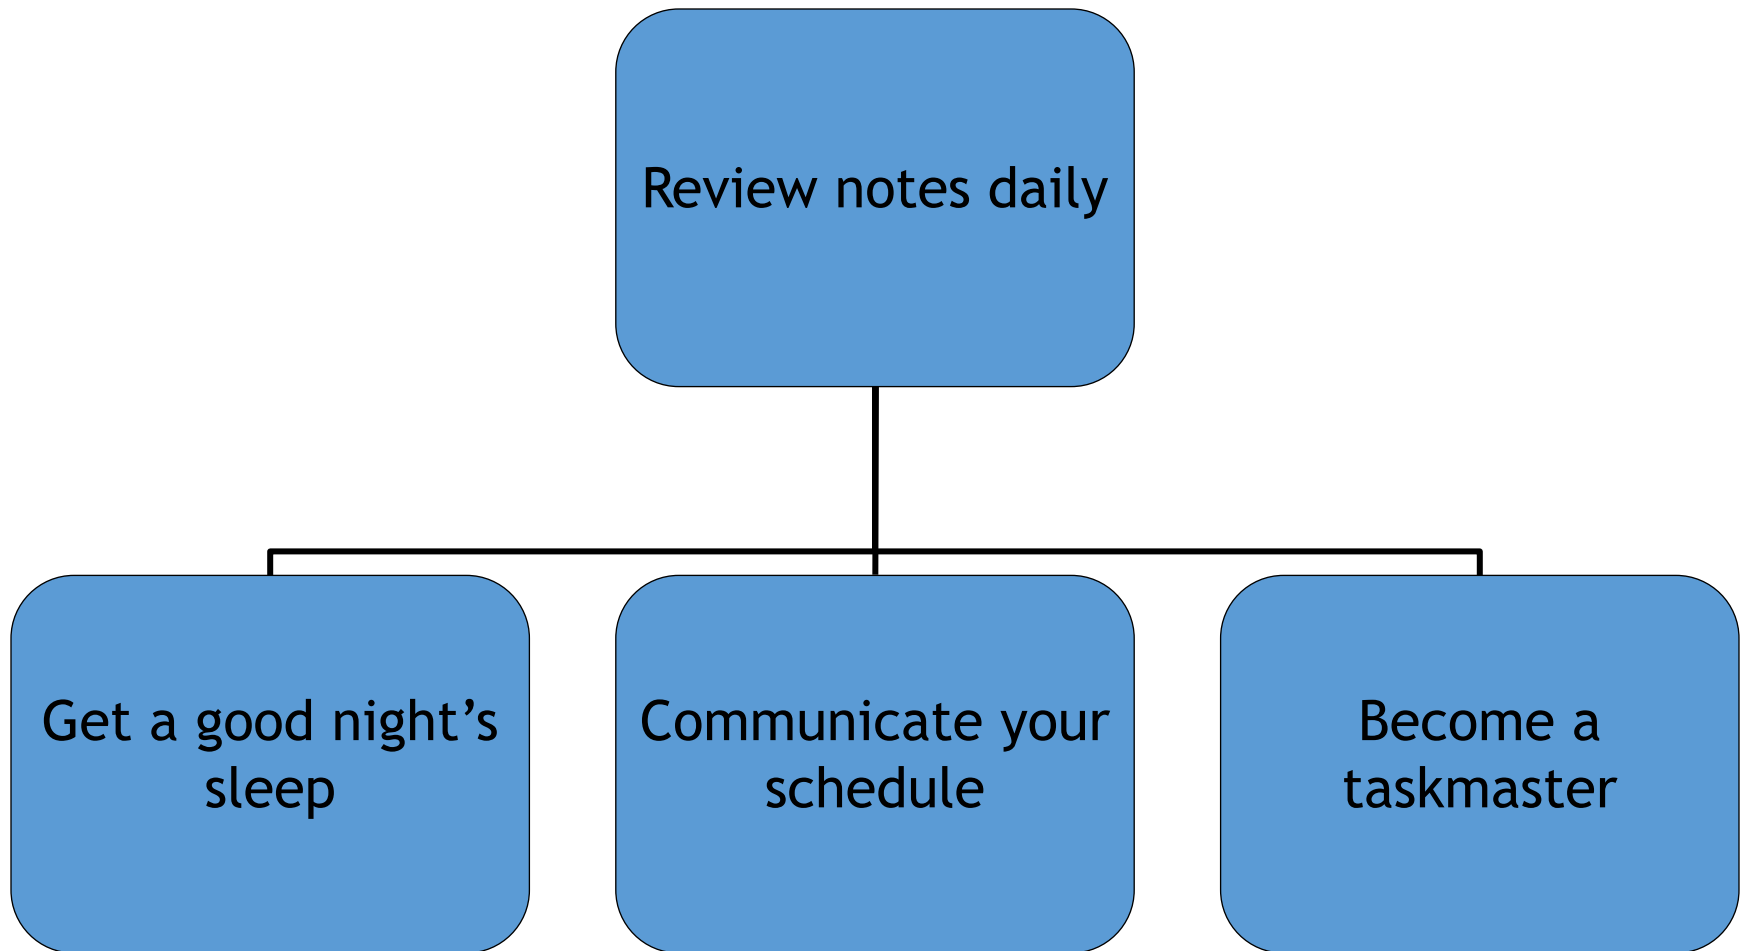 Review notes daily
Get a good night’s
sleep
Communicate your
schedule
Become a
taskmaster